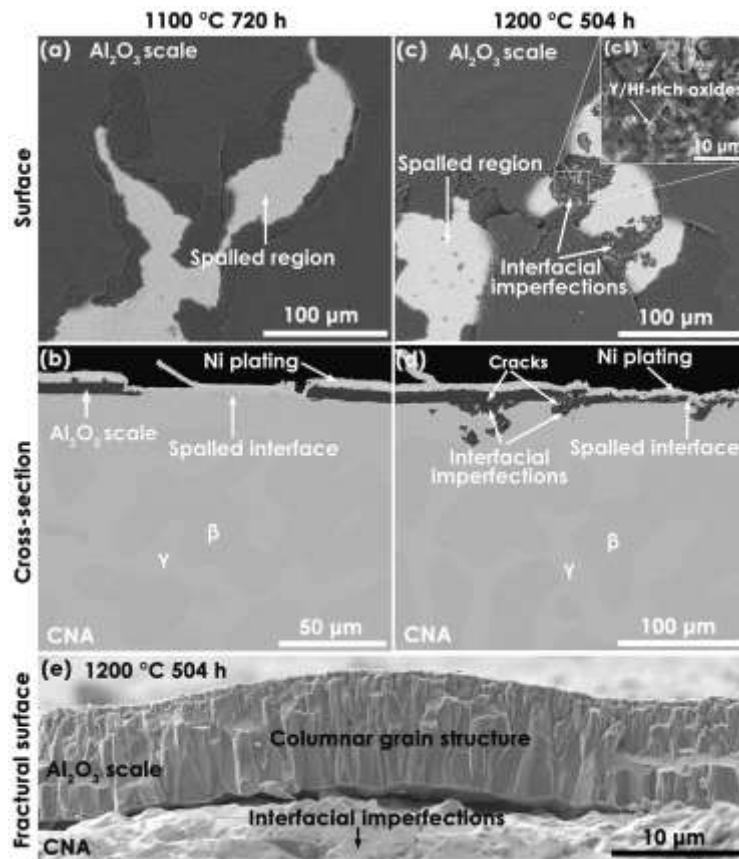 1100 °C 720 h
1200 °C 504 h
Surface
(a) Al₂O₃ scale
Spalled region
100 μm
(c) Al₂O₃ scale
(c1)
Y/Hf-rich oxides
10 μm
Spalled region
Interfacial
imperfections
100 μm
Cross-section
(b)
Ni plating
Al₂O₃ scale
Spalled interface
β
γ
CNA
50 μm
(d)
Cracks
Ni plating
Interfacial
imperfections
Spalled interface
β
γ
CNA
100 μm
Fractural surface
(e) 1200 °C 504 h
Columnar grain structure
Al₂O₃ scale
Interfacial imperfections
CNA
10 μm